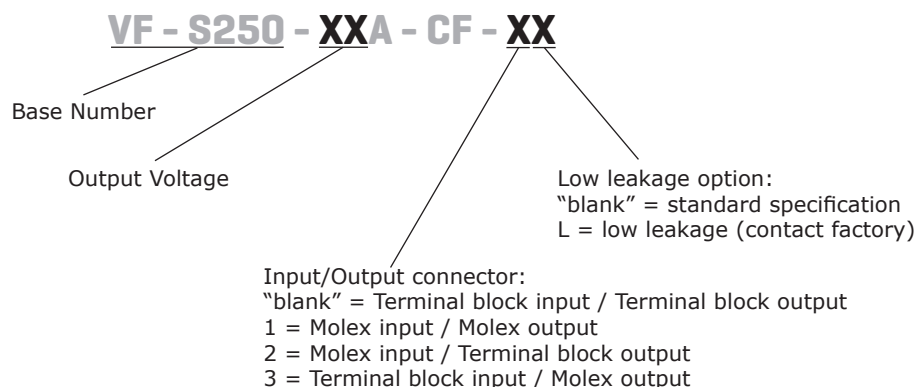 VF - S250 - XXA - CF - XX
Base Number
Output Voltage
Low leakage option:
“blank” = standard specification
L = low leakage (contact factory)
Input/Output connector:
“blank” = Terminal block input / Terminal block output
1 = Molex input / Molex output
2 = Molex input / Terminal block output
3 = Terminal block input / Molex output